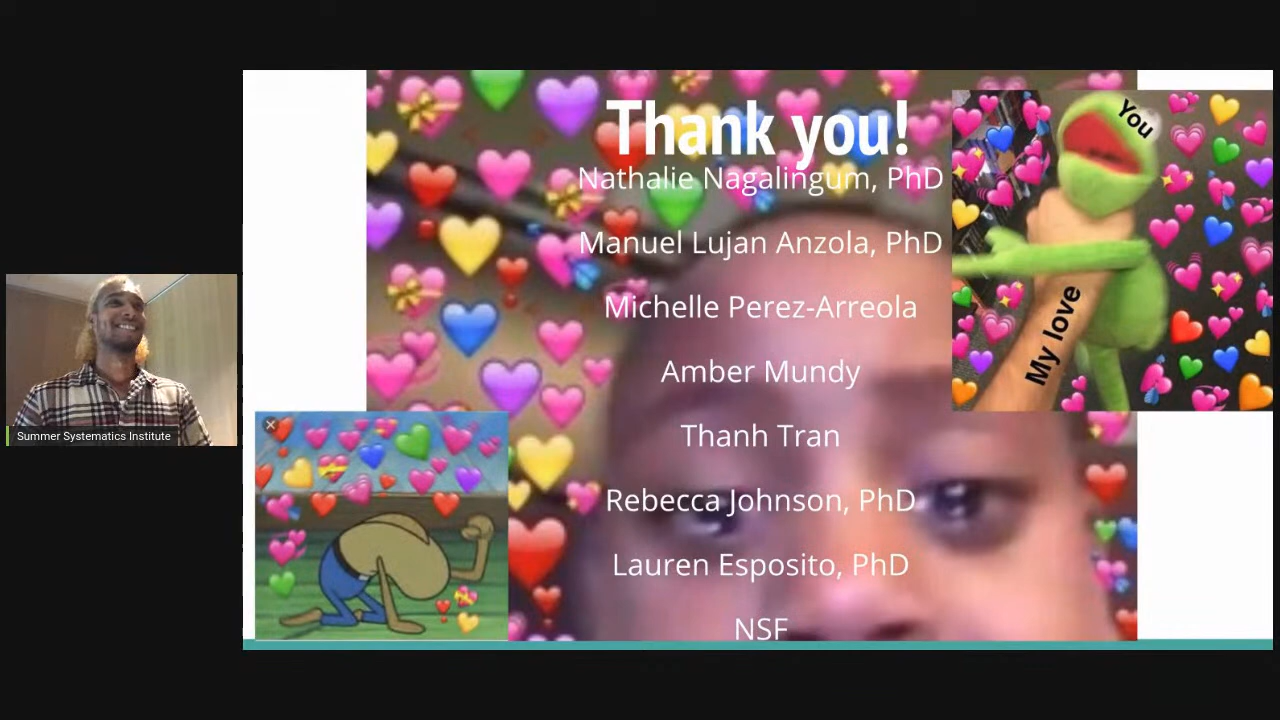 Thank you!
Nathalie Nagalingum, PhD
Manuel Lujan Anzola, PhD
Michelle Perez-Arreola
Amber Mundy
Thanh Tran
Rebecca Johnson, PhD
Lauren Esposito, PhD
NSF
You
My love
Summer Systematics Institute